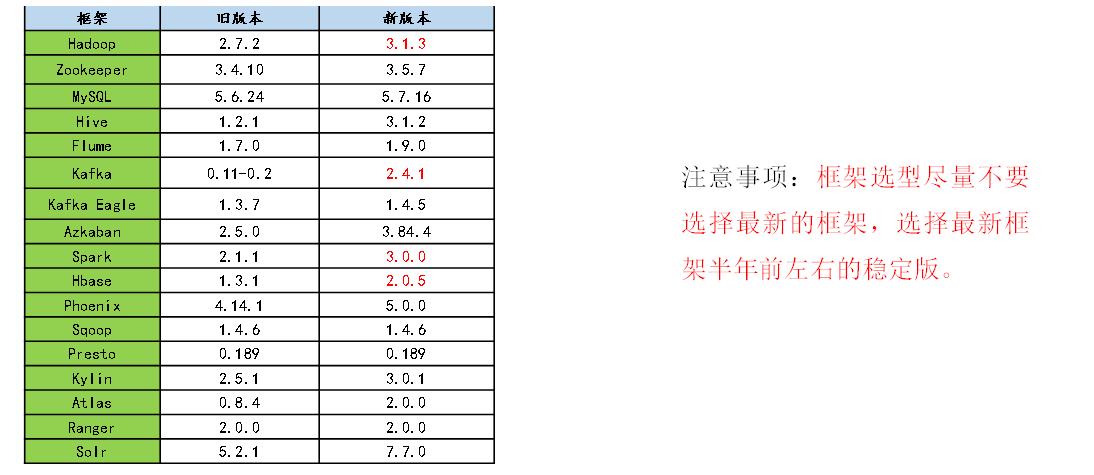 框架 旧版本 新版本
Hadoop 2.7.2 3.1.3
Zookeeper 3.4.10 3.5.7
MySQL 5.6.24 5.7.16
Hive 1.2.1 3.1.2
Flume 1.7.0 1.9.0
Kafka 0.11-0.2 2.4.1
Kafka Eagle 1.3.7 1.4.5
Azkaban 2.5.0 3.84.4
Spark 2.1.1 3.0.0
Hbase 1.3.1 2.0.5
Phoenix 4.14.1 5.0.0
Sqoop 1.4.6 1.4.6
Presto 0.189 0.189
Kylin 2.5.1 3.0.1
Atlas 0.8.4 2.0.0
Ranger 2.0.0 2.0.0
Solr 5.2.1 7.7.0
注意事项：框架选型尽量不要
选择最新的框架，选择最新框
架半年前左右的稳定版。